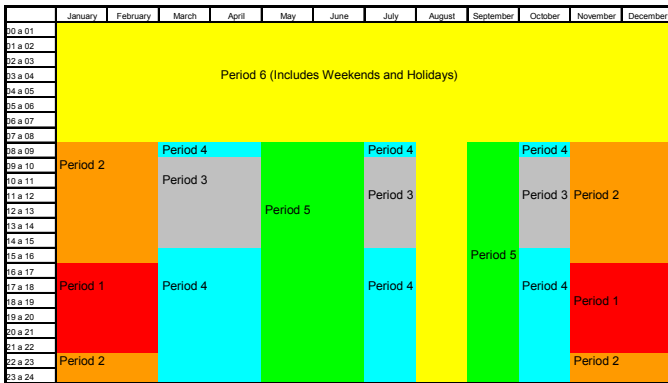 January February March April May June July August September October November December
00 a 01
01 a 02
02 a 03
03 a 04 Period 6 (Includes Weekends and Holidays)
04 a 05
05 a 06
06 a 07
07 a 08
08 a 09 Period 4 Period 4 Period 4
09 a 10 Period 2
10 a 11 Period 3
11 a 12 Period 3 Period 3 Period 2
12 a 13 Period 5
13 a 14
14 a 15
15 a 16 Period 5
16 a 17
17 a 18 Period 1 Period 4 Period 4 Period 4
18 a 19 Period 1
19 a 20
20 a 21
21 a 22
22 a 23 Period 2 Period 2
23 a 24